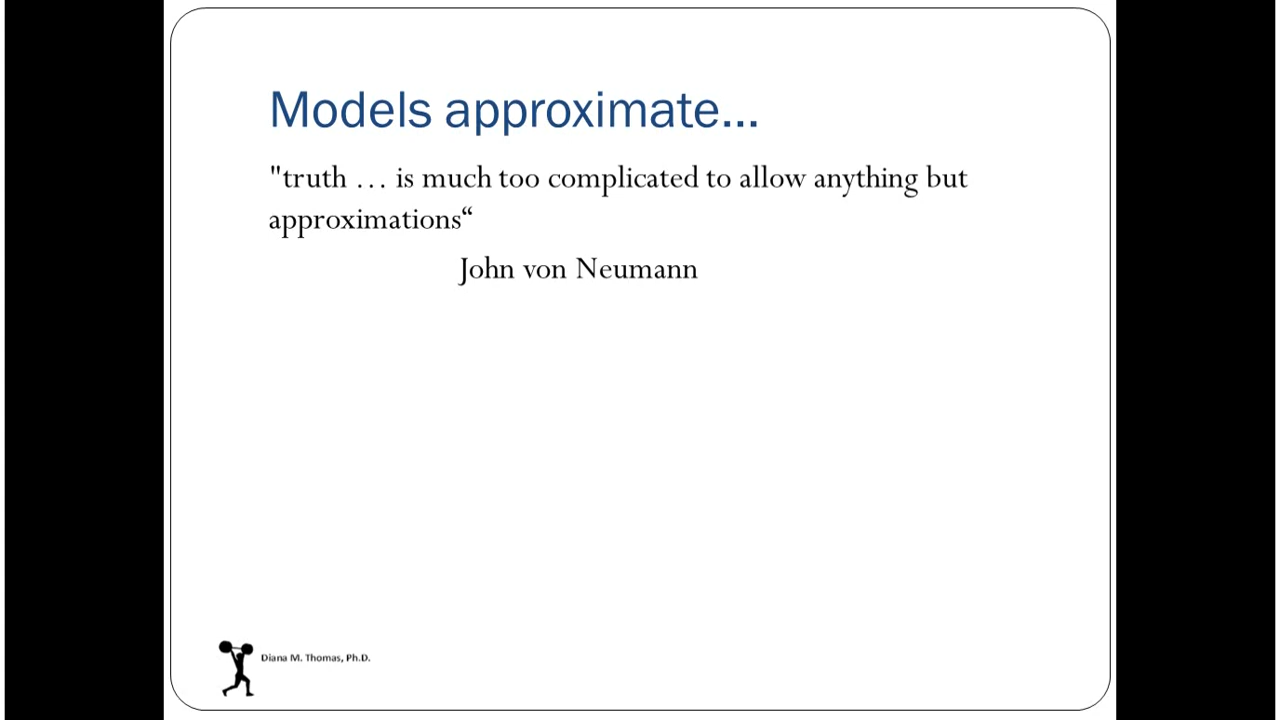 Models approximate...
"truth … is much too complicated to allow anything but
approximations“
John von Neumann
Diana M. Thomas, Ph.D.